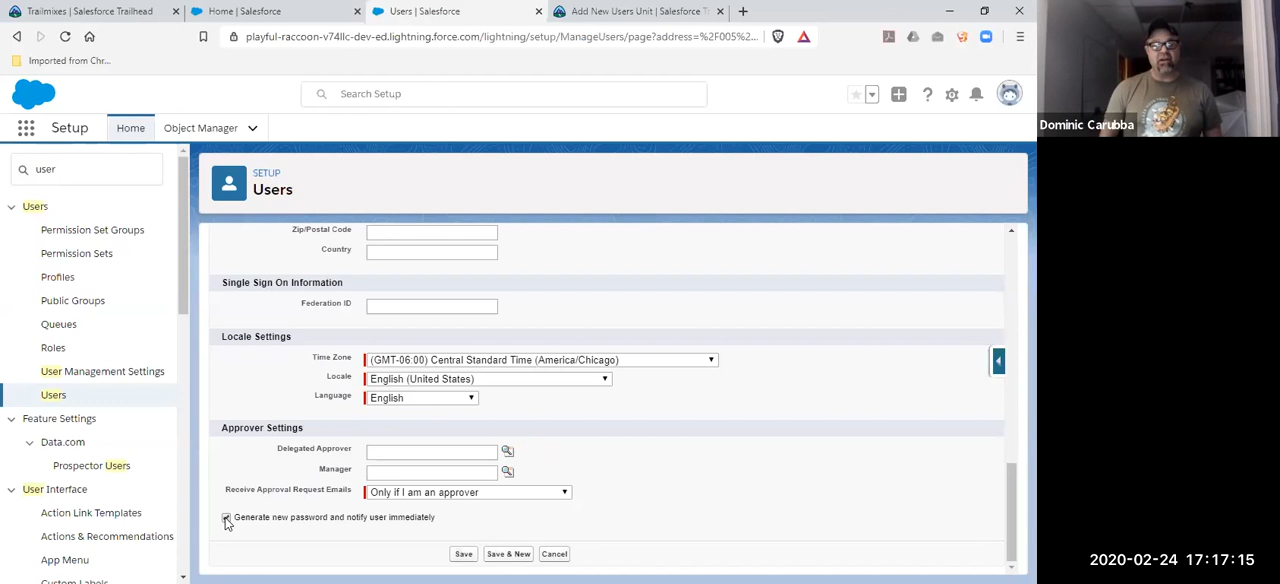 Trailmixes | Salesforce Trailhead
Home | Salesforce
Users | Salesforce
Add New Users Unit | Salesforce T
playful-raccoon-v74llc-dev-ed.lightning.force.com/lightning/setup/ManageUsers/page?address=%2F005%2...
Imported from Chr...
Search Setup
Setup
Home
Object Manager
Dominic Carubba
user
SETUP
Users
Users
Permission Set Groups
Permission Sets
Profiles
Public Groups
Queues
Roles
User Management Settings
Users
Feature Settings
Data.com
Prospector Users
User Interface
Action Link Templates
Actions & Recommendations
App Menu
Custom Labels
Zip/Postal Code
Country
Single Sign On Information
Federation ID
Locale Settings
Time Zone (GMT-06:00) Central Standard Time (America/Chicago)
Locale English (United States)
Language English
Approver Settings
Delegated Approver
Manager
Receive Approval Request Emails Only if I am an approver
Generate new password and notify user immediately
Save Save & New Cancel
2020-02-24 17:17:15